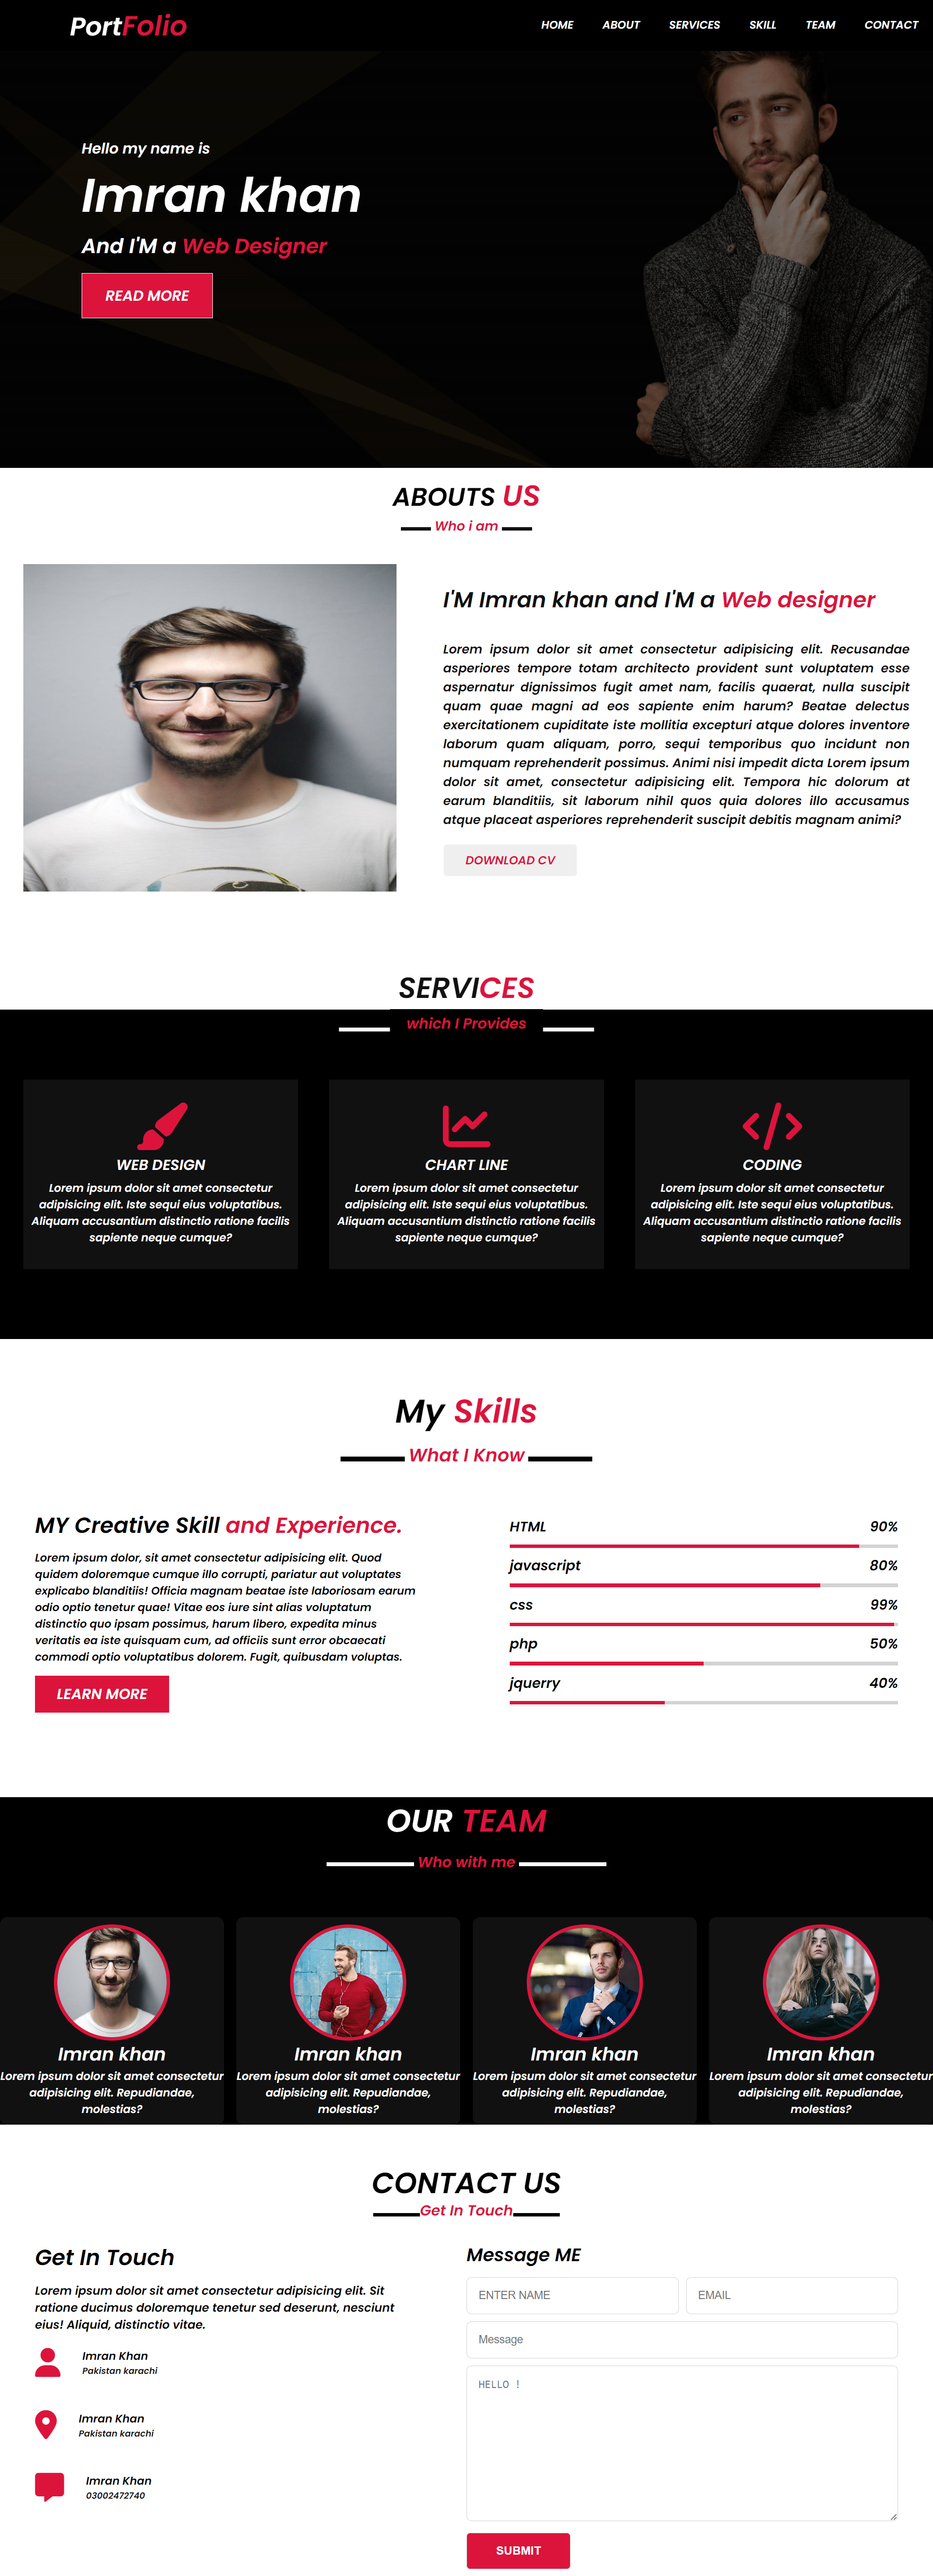 PortFolio
HOME ABOUT SERVICES SKILL TEAM CONTACT
Hello my name is
Imran khan
And I'M a Web Designer
READ MORE
ABOUTS US
Who i am
I'M Imran khan and I'M a Web designer
Lorem ipsum dolor sit amet consectetur adipisicing elit. Recusandae
asperiores tempore totam architecto provident sunt voluptatem esse
aspernatur dignissimos fugit amet nam, facilis quaerat, nulla suscipit
quam quae magni ad eos sapiente enim harum? Beatae delectus
exercitationem cupiditate iste mollitia excepturi atque dolores inventore
laborum quam aliquam, porro, sequi temporibus quo incidunt non
numquam reprehenderit possimus. Animi nisi impedit dicta Lorem ipsum
dolor sit amet, consectetur adipisicing elit. Tempora hic dolorum at
earum blanditiis, sit laborum nihil quos quia dolores illo accusamus
atque placeat asperiores reprehenderit suscipit debitis magnam animi?
DOWNLOAD CV
SERVICES
which I Provides
WEB DESIGN
Lorem ipsum dolor sit amet consectetur
adipisicing elit. Iste sequi eius voluptatibus.
Aliquam accusantium distinctio ratione facilis
sapiente neque cumque?
CHART LINE
Lorem ipsum dolor sit amet consectetur
adipisicing elit. Iste sequi eius voluptatibus.
Aliquam accusantium distinctio ratione facilis
sapiente neque cumque?
CODING
Lorem ipsum dolor sit amet consectetur
adipisicing elit. Iste sequi eius voluptatibus.
Aliquam accusantium distinctio ratione facilis
sapiente neque cumque?
My Skills
What I Know
MY Creative Skill and Experience.
Lorem ipsum dolor, sit amet consectetur adipisicing elit. Quod
quidem doloremque cumque illo corrupti, pariatur aut voluptates
explicabo blanditiis! Officia magnam beatae iste laboriosam earum
odio optio tenetur quae! Vitae eos iure sint alias voluptatum
distinctio quo ipsam possimus, harum libero, expedita minus
veritatis ea iste quisquam cum, ad officiis sunt error obcaecati
commodi optio voluptatibus dolorem. Fugit, quibusdam voluptas.
LEARN MORE
HTML 90%
javascript 80%
css 99%
php 50%
jquerry 40%
OUR TEAM
Who with me
Imran khan
Lorem ipsum dolor sit amet consectetur
adipisicing elit. Repudiandae,
molestias?
Imran khan
Lorem ipsum dolor sit amet consectetur
adipisicing elit. Repudiandae,
molestias?
Imran khan
Lorem ipsum dolor sit amet consectetur
adipisicing elit. Repudiandae,
molestias?
Imran khan
Lorem ipsum dolor sit amet consectetur
adipisicing elit. Repudiandae,
molestias?
CONTACT US
Get In Touch
Get In Touch
Lorem ipsum dolor sit amet consectetur adipisicing elit. Sit
ratione ducimus doloremque tenetur sed deserunt, nesciunt
eius! Aliquid, distinctio vitae.
Imran Khan
Pakistan karachi
Imran Khan
Pakistan karachi
Imran Khan
03002472740
Message ME
ENTER NAME
EMAIL
Message
HELLO !
SUBMIT